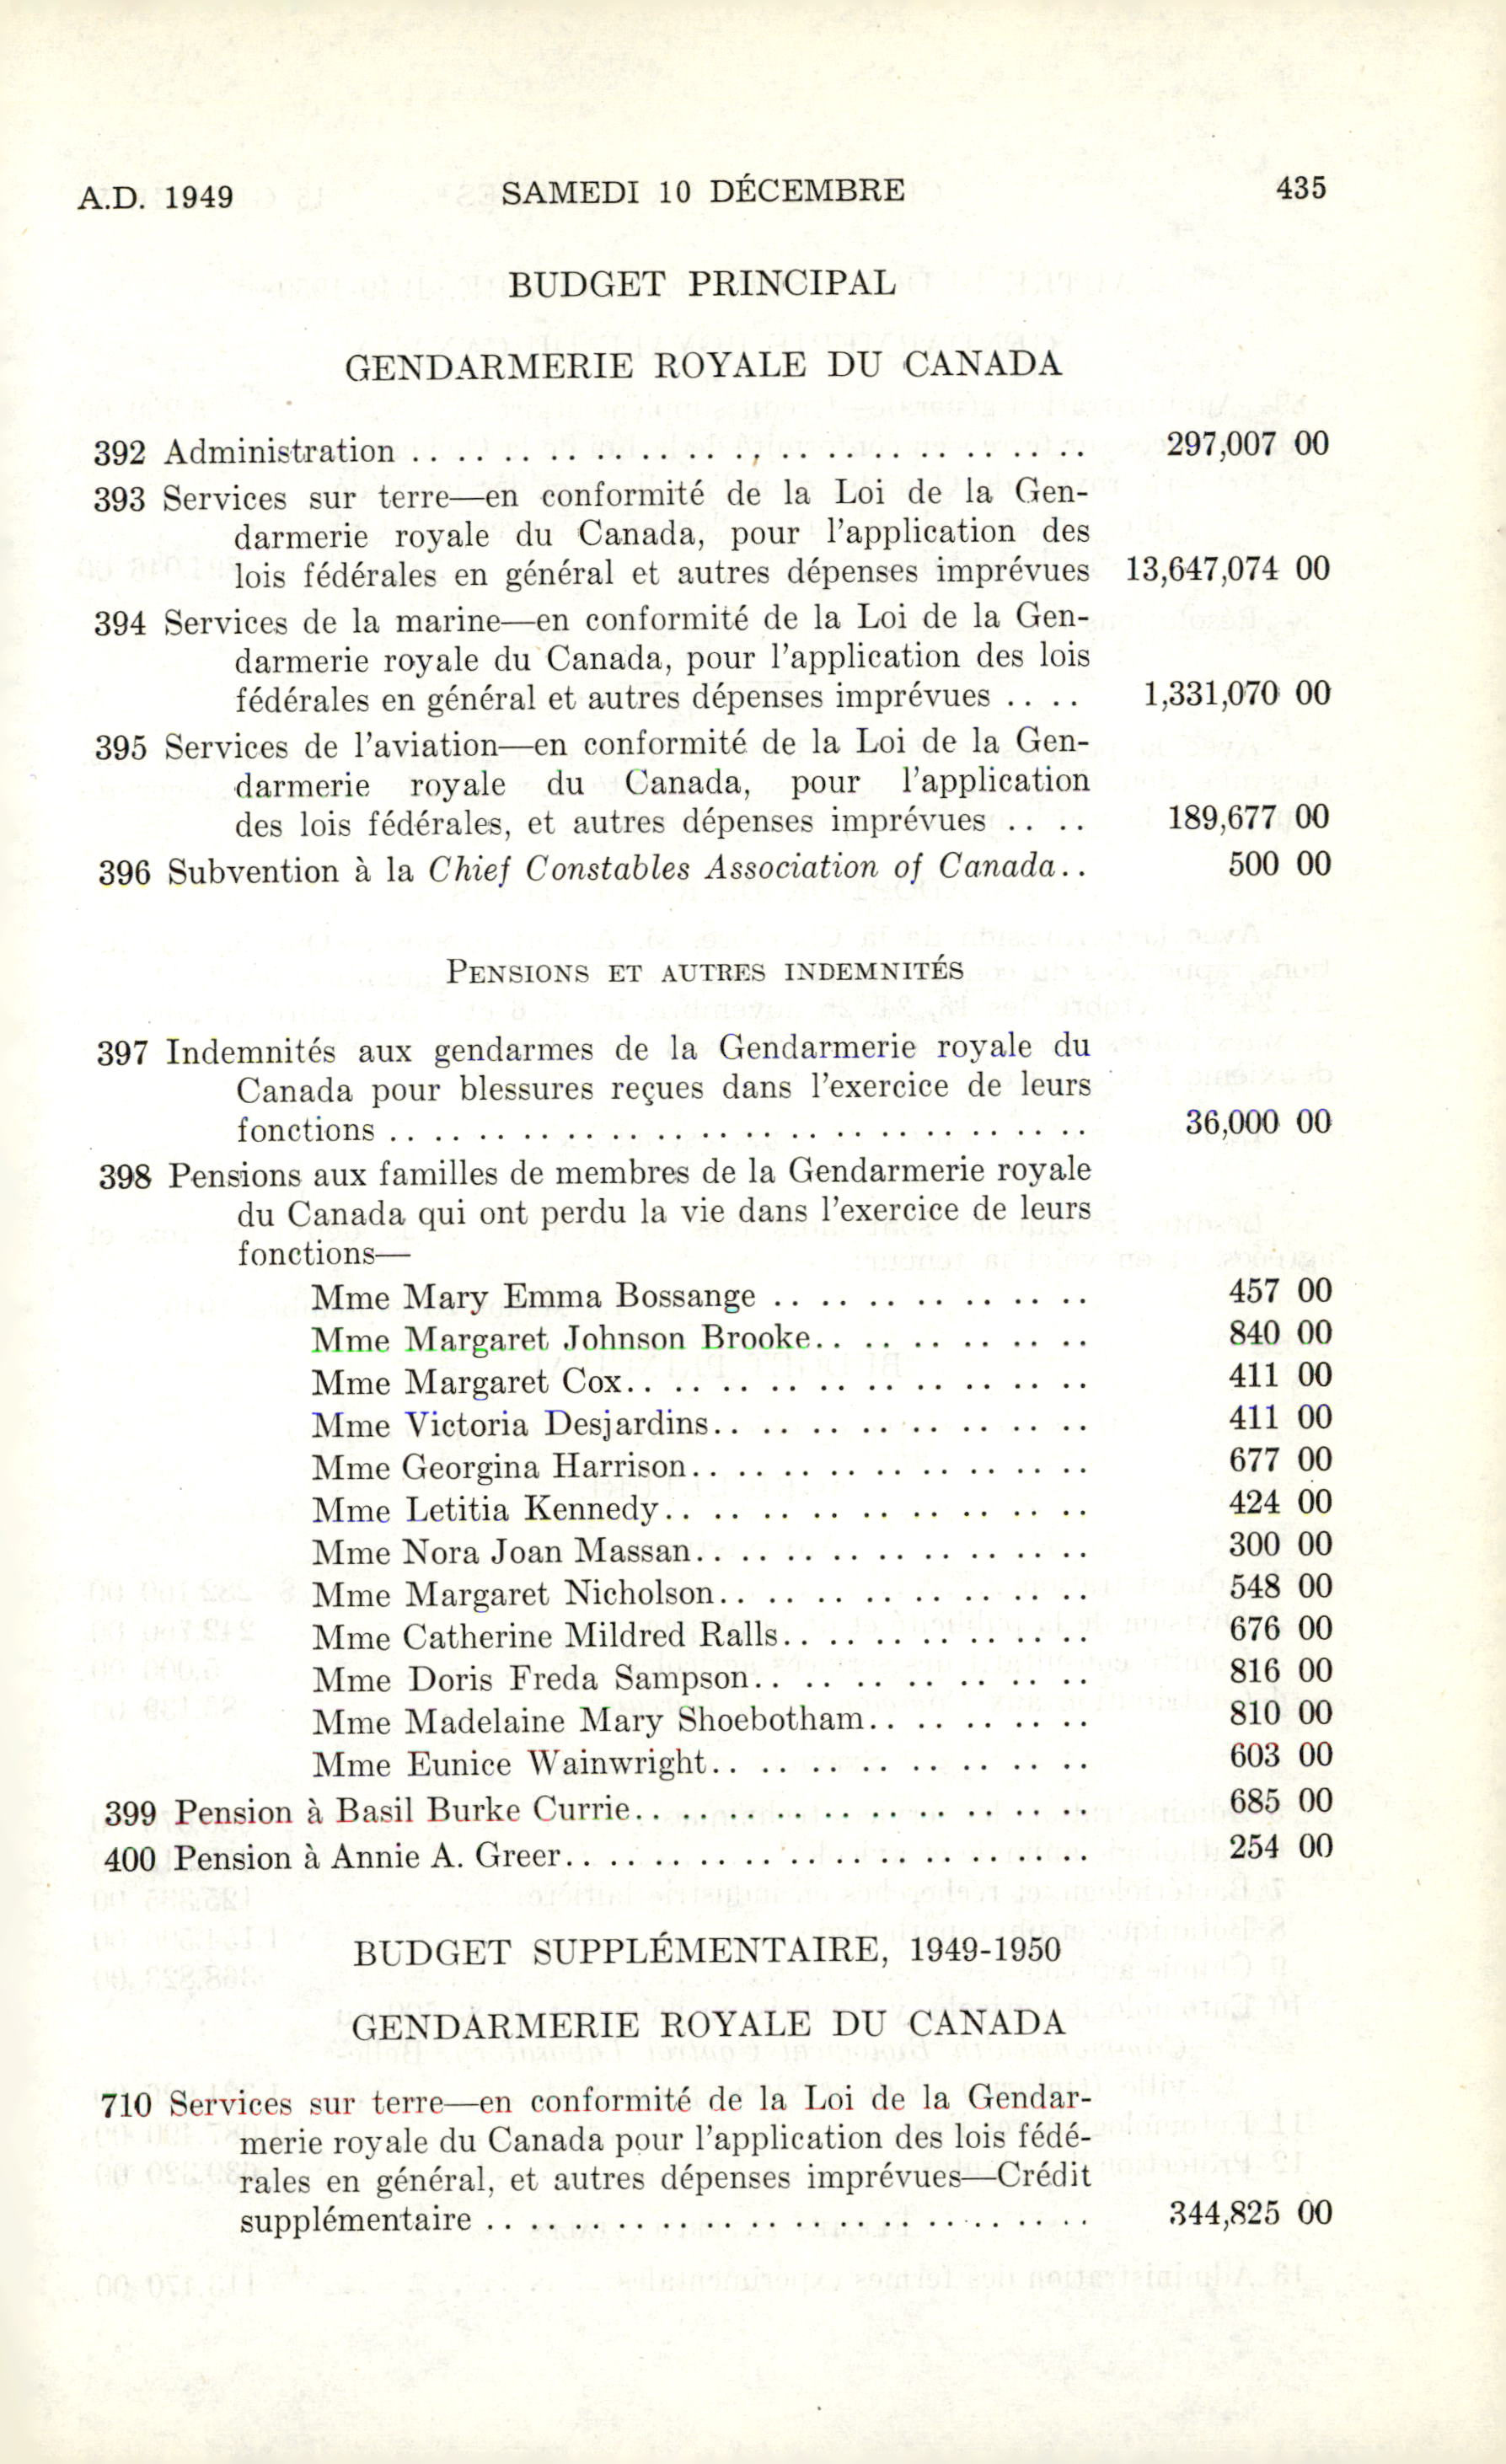 A.D. 1949 SAMEDI 10 DÉCEMBRE 435
BUDGET PRINCIPAL
GENDARMERIE ROYALE DU CANADA
392 Administration . . . . . . . . . . . . . . . . . . . . . . . . . . . . . 297,007 00
393 Services sur terre—en conformité de la Loi de la Gen-
darmerie royale du Canada, pour l'application des
lois fédérales en général et autres dépenses imprévues 13,647,074 00
394 Services de la marine—en conformité de la Loi de la Gen-
darmerie royale du Canada, pour l'application des lois
fédérales en général et autres dépenses imprévues . . . . 1,331,070 00
395 Services de l'aviation—en conformité de la Loi de la Gen-
darmerie royale du Canada, pour l'application
des lois fédérales, et autres dépenses imprévues . . . . 189,677 00
396 Subvention à la Chief Constables Association of Canada. . 500 00
PENSIONS ET AUTRES INDEMNITÉS
397 Indemnités aux gendarmes de la Gendarmerie royale du
Canada pour blessures reçues dans l'exercice de leurs
fonctions . . . . . . . . . . . . . . . . . . . . . . . . . . . . . . 36,000 00
398 Pensions aux familles de membres de la Gendarmerie royale
du Canada qui ont perdu la vie dans l'exercice de leurs
fonctions—
Mme Mary Emma Bossange . . . . . . . . . . . . . . 457 00
Mme Margaret Johnson Brooke. . . . . . . . . . . . 840 00
Mme Margaret Cox. . . . . . . . . . . . . . . . . . . . 411 00
Mme Victoria Desjardins. . . . . . . . . . . . . . . . 411 00
Mme Georgina Harrison. . . . . . . . . . . . . . . . . 677 00
Mme Letitia Kennedy. . . . . . . . . . . . . . . . . . 424 00
Mme Nora Joan Massan. . . . . . . . . . . . . . . . . 300 00
Mme Margaret Nicholson. . . . . . . . . . . . . . . . 548 00
Mme Catherine Mildred Ralls. . . . . . . . . . . . . . 676 00
Mme Doris Freda Sampson. . . . . . . . . . . . . . 816 00
Mme Madelaine Mary Shoebotham. . . . . . . . . . 810 00
Mme Eunice Wainwright. . . . . . . . . . . . . . . . 603 00
399 Pension à Basil Burke Currie. . . . . . . . . . . . . . . . . . . . 685 00
400 Pension à Annie A. Greer. . . . . . . . . . . . . . . . . . . . . . . 254 00
BUDGET SUPPLÉMENTAIRE, 1949-1950
GENDARMERIE ROYALE DU CANADA
710 Services sur terre—en conformité de la Loi de la Gendar-
merie royale du Canada pour l'application des lois fédé-
rales en général, et autres dépenses imprévues—Crédit
supplémentaire . . . . . . . . . . . . . . . . . . . . . . . . . . 344,825 00